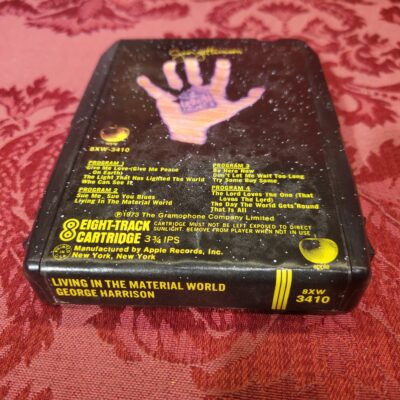 George Harrison
apple
8XW-3410
PROGRAM 1
Give Me Love-(Give Me Peace
On Earth)
The Light That Has Lighted The World
Who Can See It
PROGRAM 2
Sue Me, Sue You Blues
Living In The Material World
PROGRAM 3
Be Here Now
Don't Let Me Wait Too Long
Try Some Buy Some
PROGRAM 4
The Lord Loves The One (That
Loves The Lord)
The Day The World Gets 'Round
That Is All
℗1973 The Gramophone Company Limited
8 EIGHT-TRACK
CARTRIDGE 3¾ IPS
CARTRIDGE MUST NOT BE LEFT EXPOSED TO DIRECT
SUNLIGHT. REMOVE FROM PLAYER WHEN NOT IN USE
Manufactured by Apple Records, Inc.
New York, New York
apple
LIVING IN THE MATERIAL WORLD
GEORGE HARRISON
8XW
3410